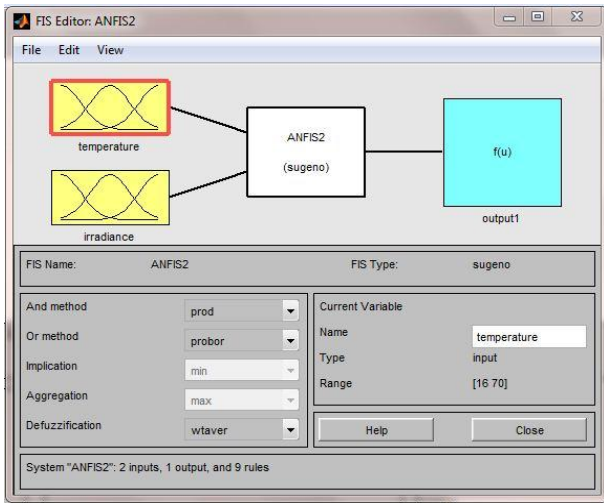 FIS Editor: ANFIS2
File Edit View
temperature
irradiance
ANFIS2
(sugeno)
f(u)
output1
FIS Name: ANFIS2 FIS Type: sugeno
And method prod
Or method probor
Implication min
Aggregation max
Defuzzification wtaver
Current Variable
Name temperature
Type input
Range [16 70]
Help Close
System "ANFIS2": 2 inputs, 1 output, and 9 rules